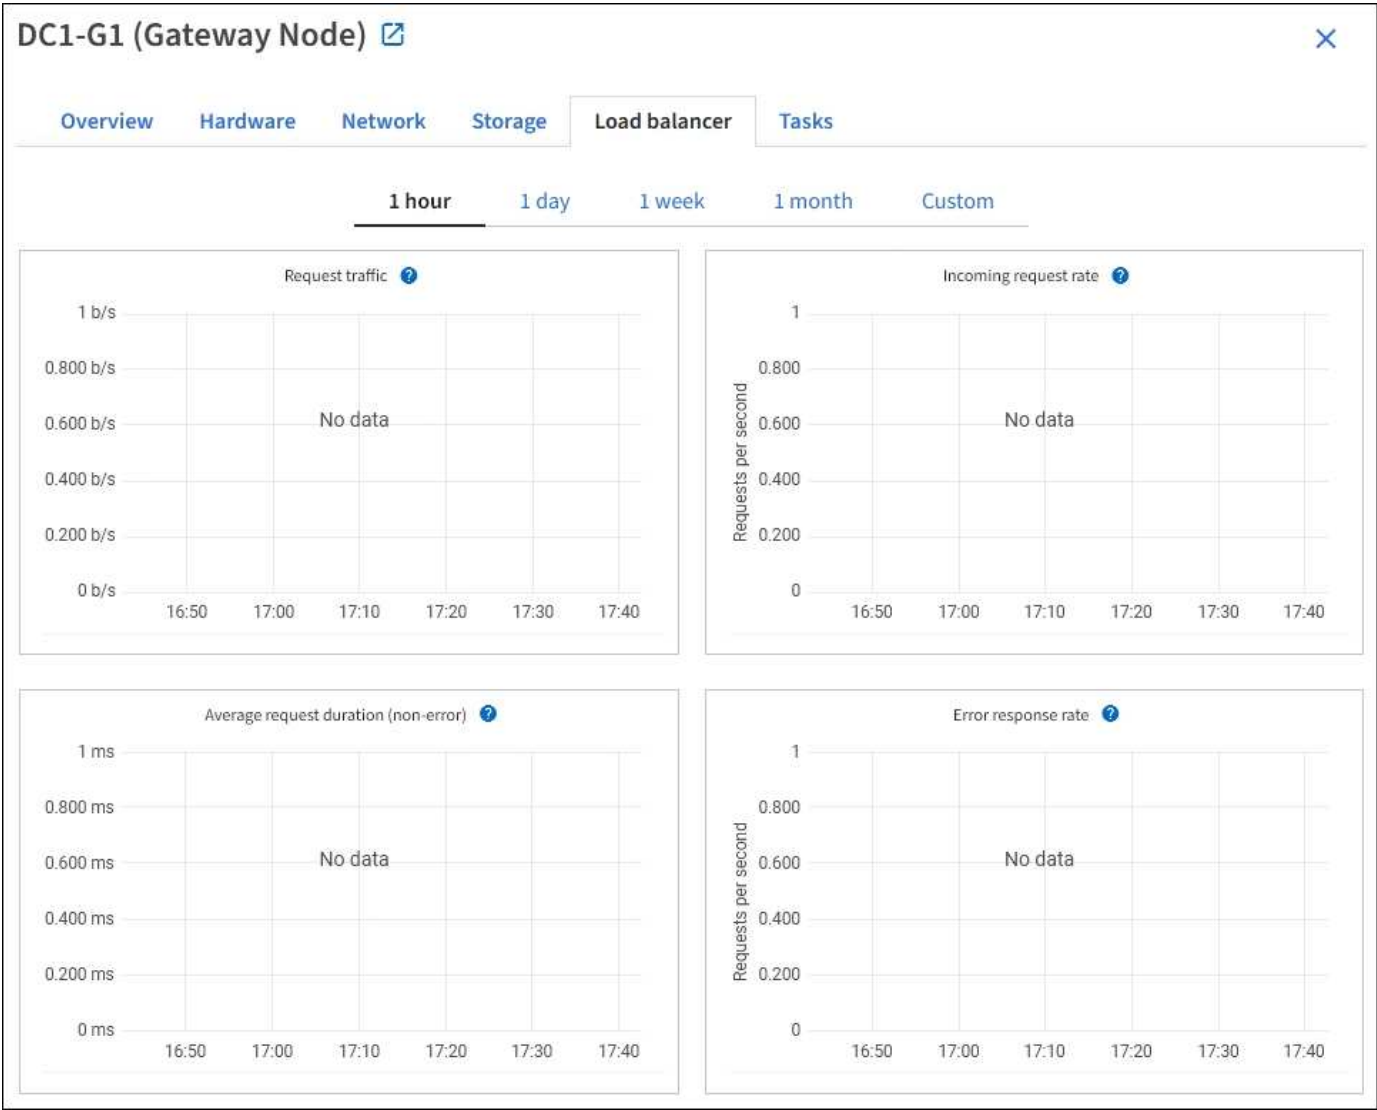 DC1-G1 (Gateway Node)
Overview Hardware Network Storage Load balancer Tasks
1 hour 1 day 1 week 1 month Custom
Request traffic
1 b/s
0.800 b/s
0.600 b/s
0.400 b/s
0.200 b/s
0 b/s
No data
16:50 17:00 17:10 17:20 17:30 17:40
Incoming request rate
Requests per second
1
0.800
0.600
0.400
0.200
0
No data
16:50 17:00 17:10 17:20 17:30 17:40
Average request duration (non-error)
1 ms
0.800 ms
0.600 ms
0.400 ms
0.200 ms
0 ms
No data
16:50 17:00 17:10 17:20 17:30 17:40
Error response rate
Requests per second
1
0.800
0.600
0.400
0.200
0
No data
16:50 17:00 17:10 17:20 17:30 17:40